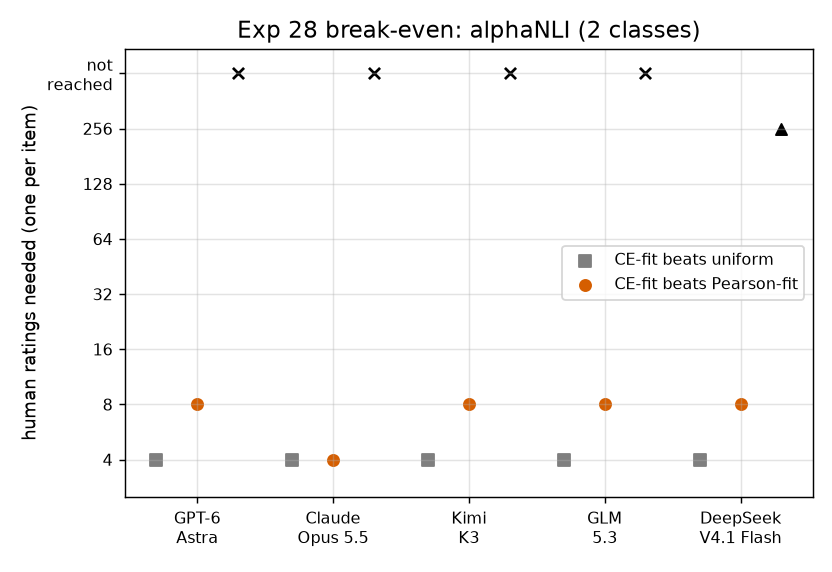 Exp 28 break-even: alphaNLI (2 classes)
human ratings needed (one per item)
not
reached
256
128
64
32
16
8
4
CE-fit beats uniform
CE-fit beats Pearson-fit
GPT-6
Astra
Claude
Opus 5.5
Kimi
K3
GLM
5.3
DeepSeek
V4.1 Flash